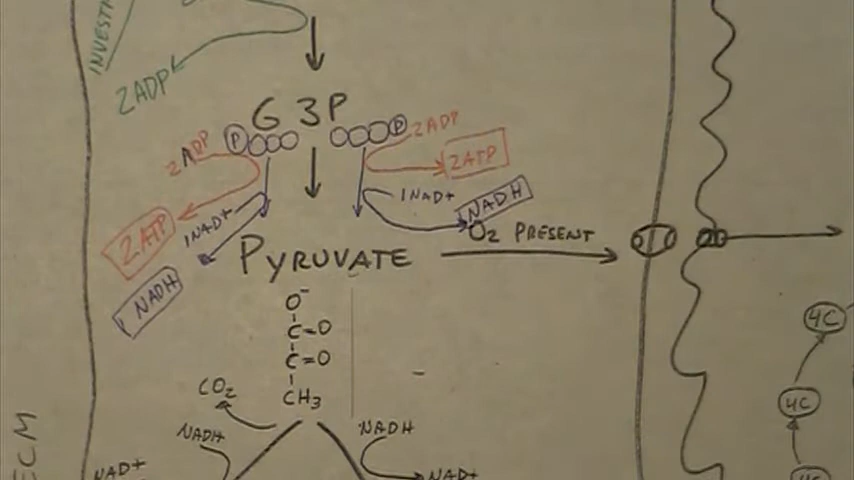 INVEST
2ADP
G3P
P
P
2ADP
2ADP
2ATP
1NAD+
1NAD+
NADH
2ATP
O2 PRESENT
PYRUVATE
NADH
O-
C=O
C=O
CH3
4C
CO2
4C
NADH
NADH
ECM
NAD+
NAD+
4C